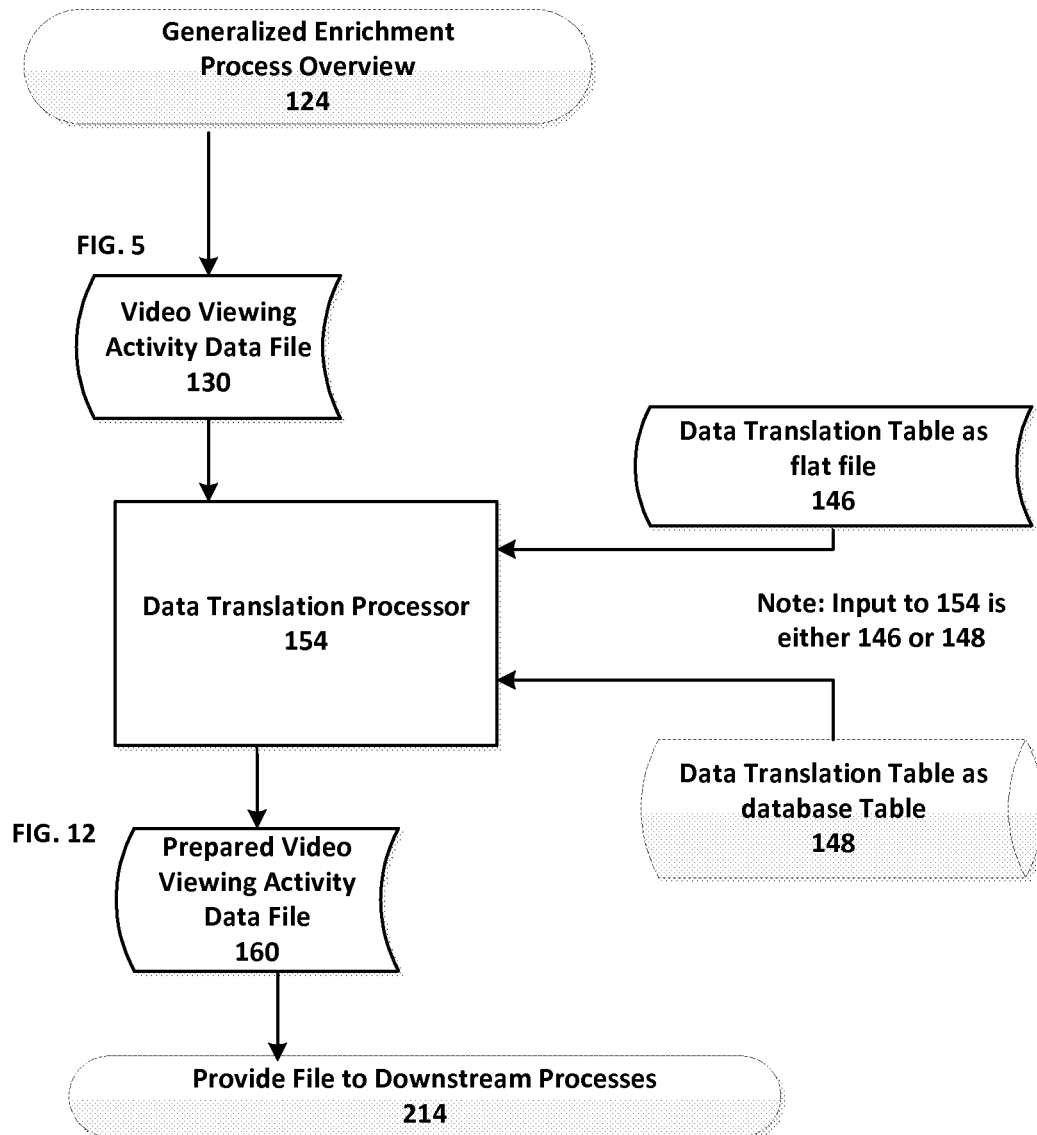 Generalized Enrichment
Process Overview
124
FIG. 5
Video Viewing
Activity Data File
130
Data Translation Table as
flat file
146
Data Translation Processor
154
Note: Input to 154 is
either 146 or 148
Data Translation Table as
database Table
148
FIG. 12
Prepared Video
Viewing Activity
Data File
160
Provide File to Downstream Processes
214